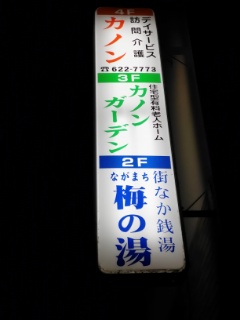 4F
デイサービス
訪問介護
カノン
☎622-7773
3F
住宅型有料老人ホーム
カノン
ガーデン
2F
街なか銭湯
ながまち
梅の湯